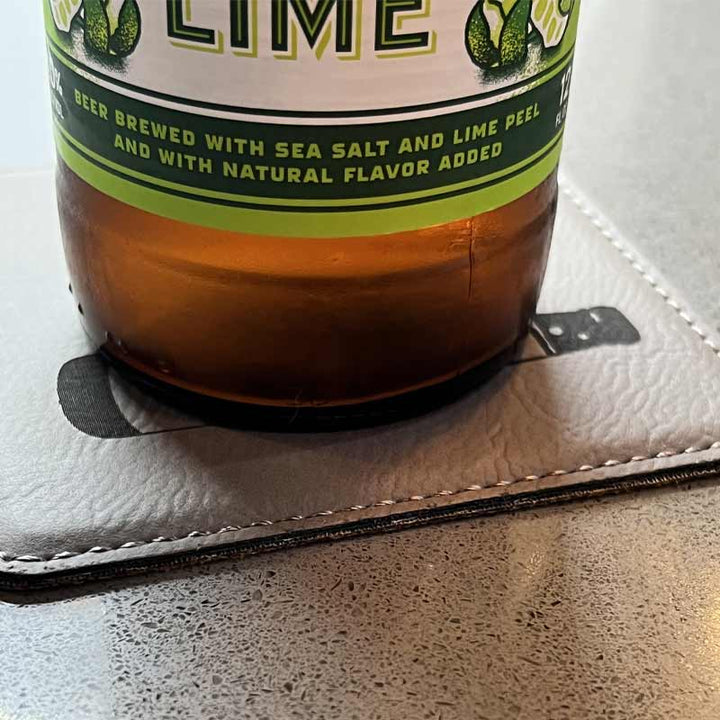 LIME
BEER BREWED WITH SEA SALT AND LIME PEEL
AND WITH NATURAL FLAVOR ADDED